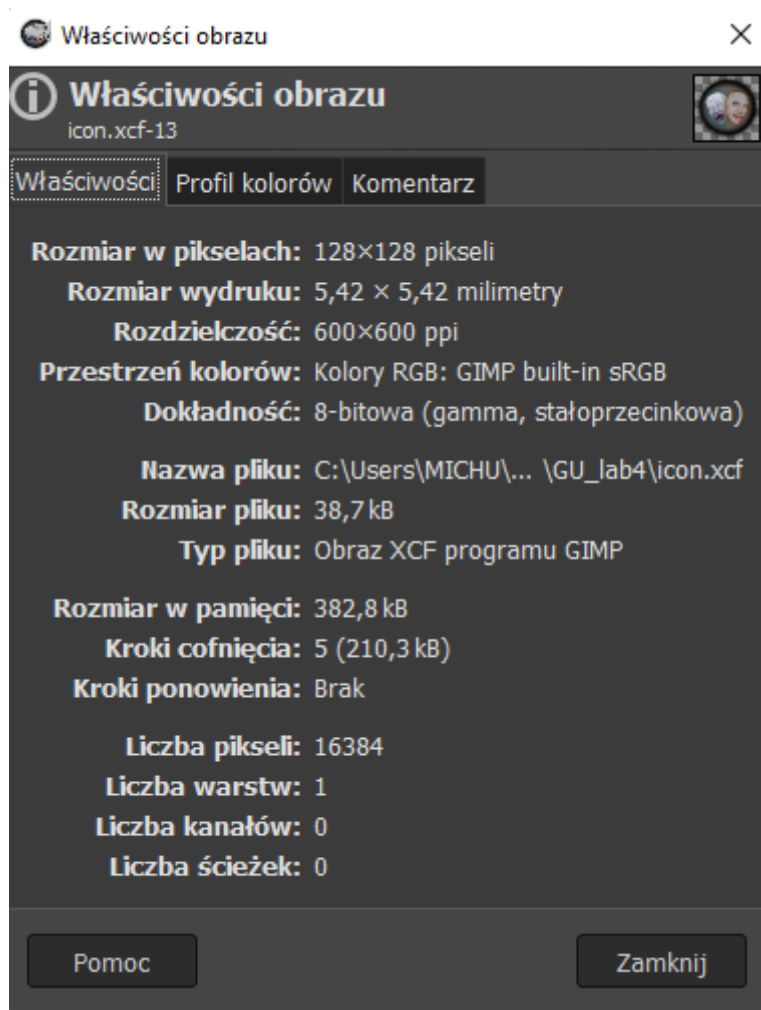 Właściwości obrazu
Właściwości obrazu
icon.xcf-13
Właściwości Profil kolorów Komentarz
Rozmiar w pikselach: 128×128 pikseli
Rozmiar wydruku: 5,42 × 5,42 milimetry
Rozdzielczość: 600×600 ppi
Przestrzeń kolorów: Kolory RGB: GIMP built-in sRGB
Dokładność: 8-bitowa (gamma, stałoprzecinkowa)
Nazwa pliku: C:\Users\MICHU\... \GU_lab4\icon.xcf
Rozmiar pliku: 38,7 kB
Typ pliku: Obraz XCF programu GIMP
Rozmiar w pamięci: 382,8 kB
Kroki cofnięcia: 5 (210,3 kB)
Kroki ponowienia: Brak
Liczba pikseli: 16384
Liczba warstw: 1
Liczba kanałów: 0
Liczba ścieżek: 0
Pomoc Zamknij